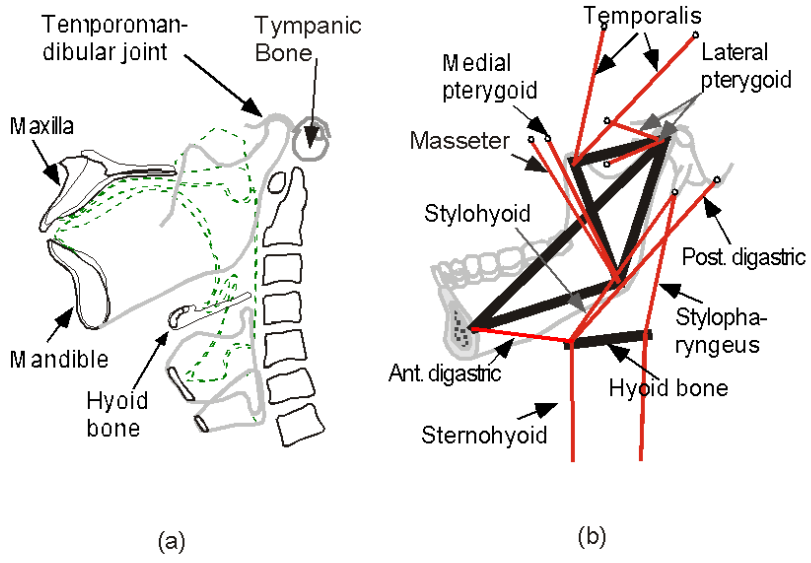 Temporoman-
dibular joint
Tympanic
Bone
Maxilla
Mandible
Hyoid
bone
(a)
Temporalis
Medial
pterygoid
Lateral
pterygoid
Masseter
Stylohyoid
Post. digastric
Stylopha-
ryngeus
Ant. digastric
Hyoid bone
Sternohyoid
(b)